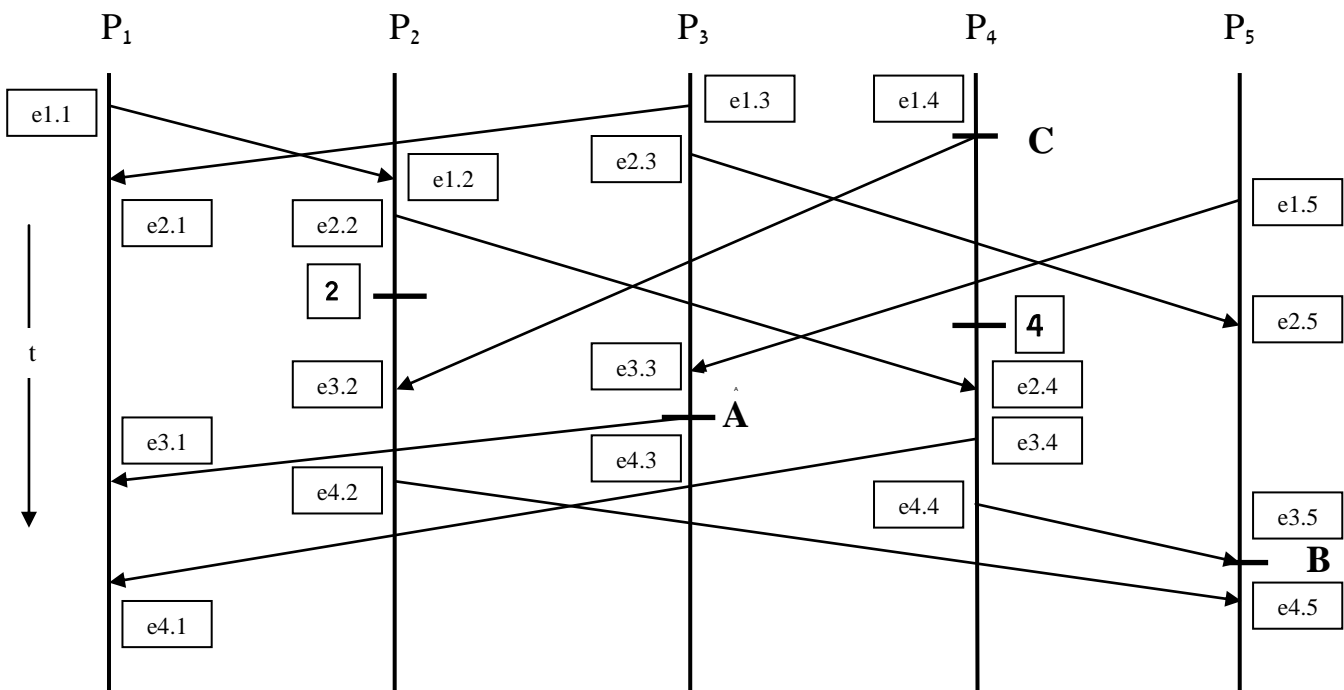 P₁ P₂ P₃ P₄ P₅
e1.1 e1.3 e1.4
C
e2.3
e1.2
e1.5
e2.1 e2.2
2
4 e2.5
t
e3.3
e3.2 e2.4
A
e3.1 e3.4
e4.3
e4.2 e4.4 e3.5
B
e4.5
e4.1